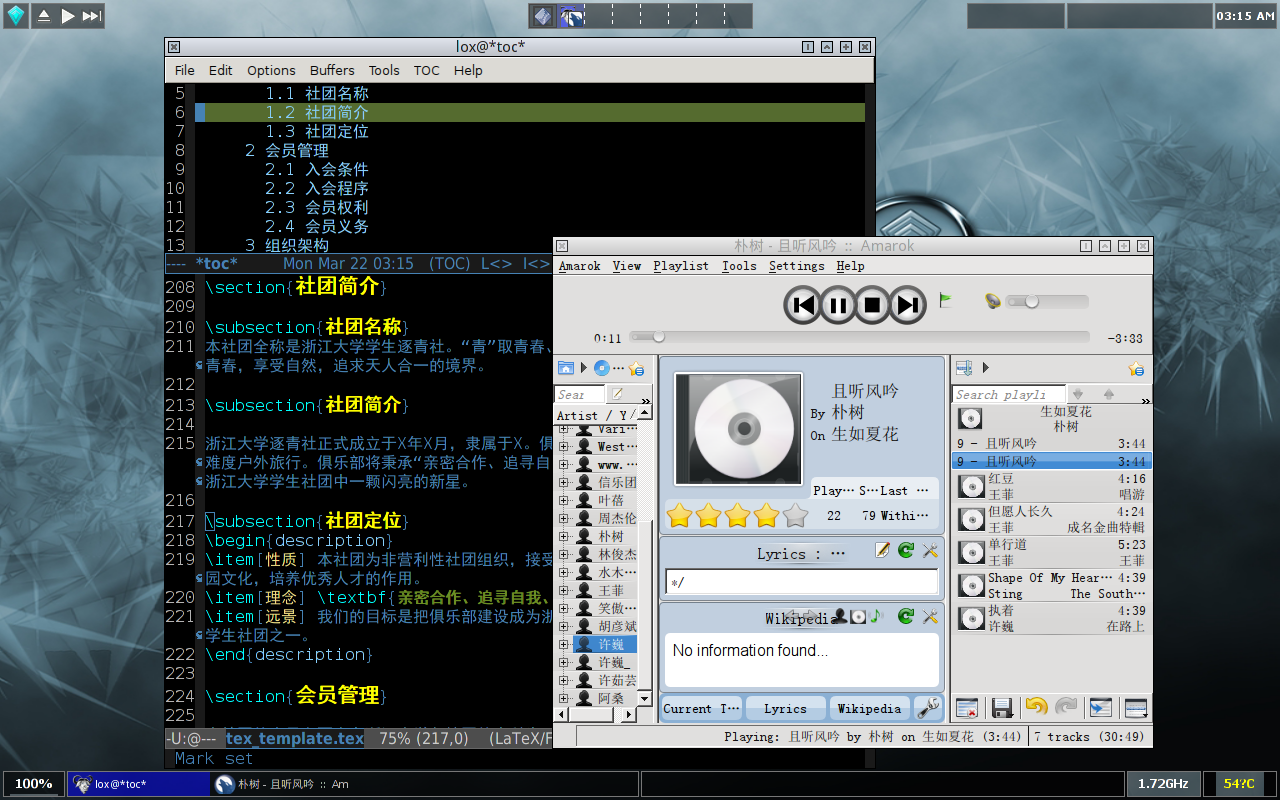 03:15 AM
lox@*toc*
File Edit Options Buffers Tools TOC Help
5 1.1 社团名称
6 1.2 社团简介
7 1.3 社团定位
8 2 会员管理
9 2.1 入会条件
10 2.2 入会程序
11 2.3 会员权利
12 2.4 会员义务
13 3 组织架构
---- *toc* Mon Mar 22 03:15 (TOC) L<> I<>
208 \section{社团简介}
209
210 \subsection{社团名称}
211 本社团全称是浙江大学学生逐青社。“青”取青春、
青春，享受自然，追求天人合一的境界。
212
213 \subsection{社团简介}
214
215 浙江大学逐青社正式成立于X年X月，隶属于X。俱
难度户外旅行。俱乐部将秉承“亲密合作、追寻自
浙江大学学生社团中一颗闪亮的新星。
216
217 \subsection{社团定位}
218 \begin{description}
219 \item[性质] 本社团为非营利性社团组织，接受
园文化，培养优秀人才的作用。
220 \item[理念] \textbf{亲密合作、追寻自我、
221 \item[远景] 我们的目标是把俱乐部建设成为浙
学生社团之一。
222 \end{description}
223
224 \section{会员管理}
225
-U:@--- tex_template.tex 75% (217,0) (LaTeX/F
Mark set
朴树 - 且听风吟 :: Amarok
Amarok View Playlist Tools Settings Help
0:11 -3:33
Sear
Artist / Y/
Vari…
West…
www.…
信乐团
叶蓓
周杰伦
朴树
林俊杰
水木…
王菲
笑傲…
胡彦斌
许巍
许巍_
许茹芸
阿桑
且听风吟
By 朴树
On 生如夏花
Play… S…Last …
22 79 Withi…
Lyrics : …
*/
Wikipedia
No information found...
Current T… Lyrics Wikipedia
Search playli
生如夏花
朴树
9 - 且听风吟 3:44
9 - 且听风吟 3:44
红豆 4:16
王菲 唱游
但愿人长久 4:24
王菲 成名金曲特輯
单行道 5:23
王菲 王菲
Shape Of My Hear… 4:39
Sting The South…
执着 4:39
许巍 在路上
Playing: 且听风吟 by 朴树 on 生如夏花 (3:44) 7 tracks (30:49)
100% lox@*toc* 朴树 - 且听风吟 :: Am 1.72GHz 54?C